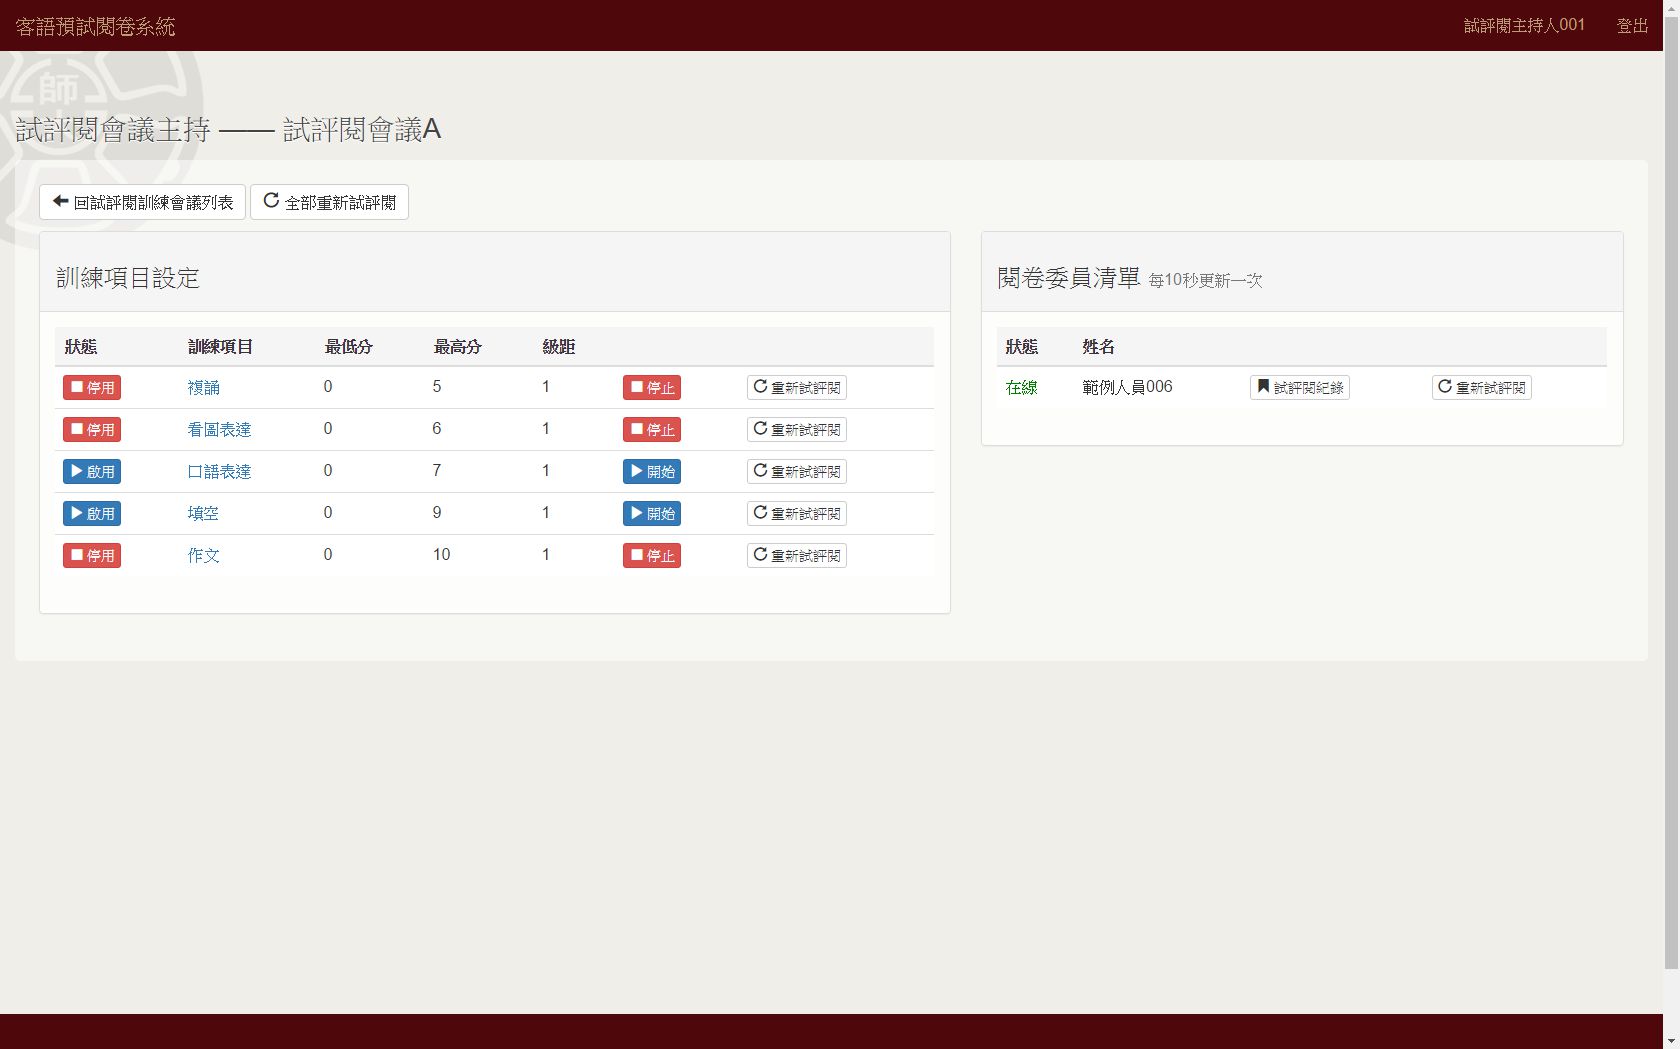 客語預試閱卷系統 試評閱主持人001 登出
師
試評閱會議主持 —— 試評閱會議A
回試評閱訓練會議列表 全部重新試評閱
訓練項目設定
狀態 訓練項目 最低分 最高分 級距
停用 複誦 0 5 1 停止 重新試評閱
停用 看圖表達 0 6 1 停止 重新試評閱
啟用 口語表達 0 7 1 開始 重新試評閱
啟用 填空 0 9 1 開始 重新試評閱
停用 作文 0 10 1 停止 重新試評閱
閱卷委員清單 每10秒更新一次
狀態 姓名
在線 範例人員006 試評閱紀錄 重新試評閱